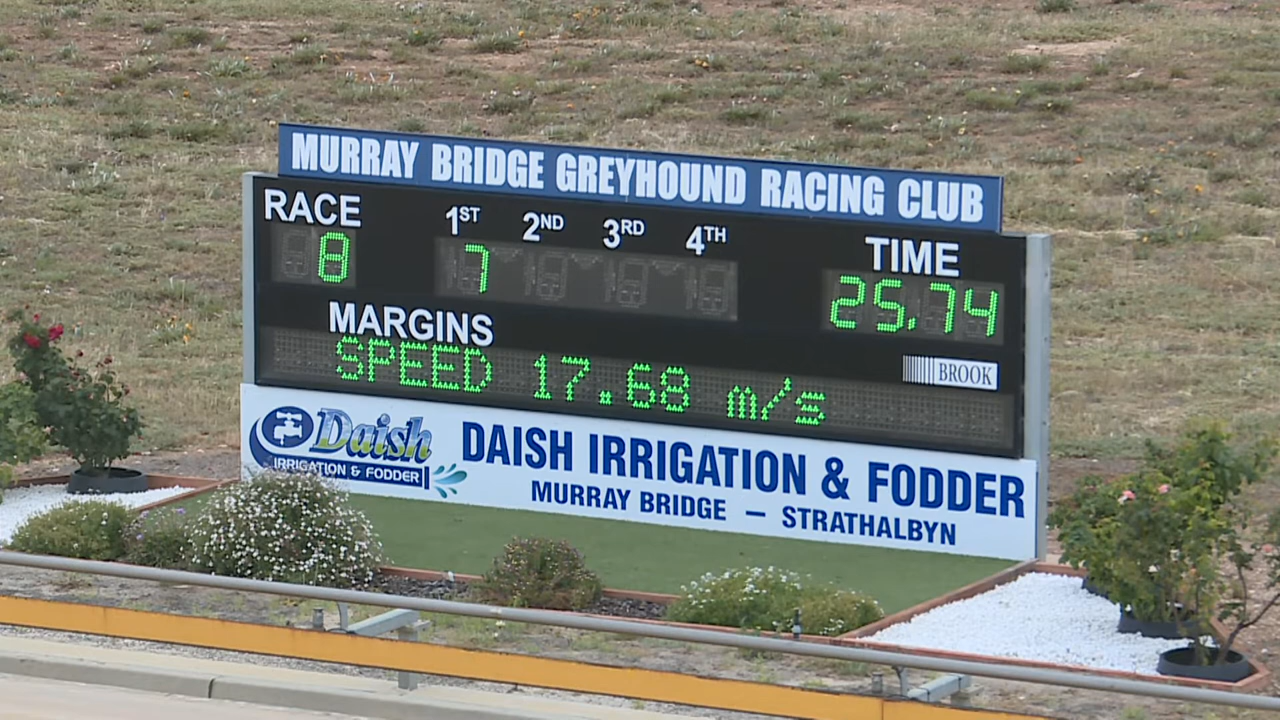 MURRAY BRIDGE GREYHOUND RACING CLUB
RACE 1ST 2ND 3RD 4TH TIME
8 7 25.74
MARGINS
SPEED 17.68 m/s
BROOK
Daish
IRRIGATION & FODDER
DAISH IRRIGATION & FODDER
MURRAY BRIDGE – STRATHALBYN